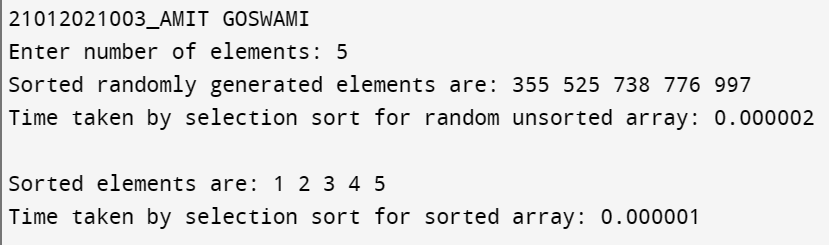 21012021003_AMIT GOSWAMI
Enter number of elements: 5
Sorted randomly generated elements are: 355 525 738 776 997
Time taken by selection sort for random unsorted array: 0.000002
Sorted elements are: 1 2 3 4 5
Time taken by selection sort for sorted array: 0.000001